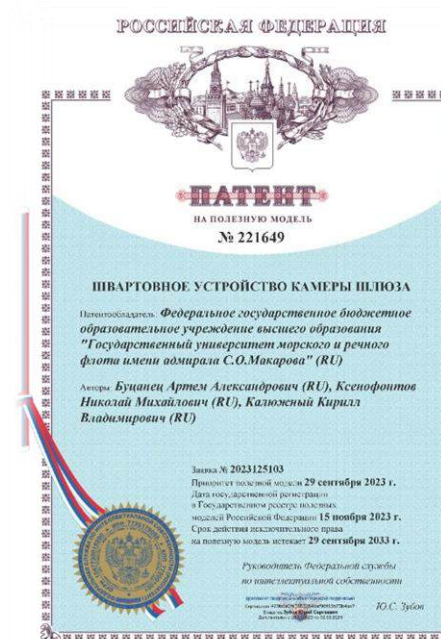 РОССИЙСКАЯ ФЕДЕРАЦИЯ
ПАТЕНТ
НА ПОЛЕЗНУЮ МОДЕЛЬ
№ 221649
ШВАРТОВНОЕ УСТРОЙСТВО КАМЕРЫ ШЛЮЗА
Патентообладатель: Федеральное государственное бюджетное
образовательное учреждение высшего образования
"Государственный университет морского и речного
флота имени адмирала С.О.Макарова" (RU)
Авторы: Буцанец Артем Александрович (RU), Ксенофонтов
Николай Михайлович (RU), Калюжный Кирилл
Владимирович (RU)
Заявка № 2023125103
Приоритет полезной модели 29 сентября 2023 г.
Дата государственной регистрации
в Государственном реестре полезных
моделей Российской Федерации 15 ноября 2023 г.
Срок действия исключительного права
на полезную модель истекает 29 сентября 2033 г.
Руководитель Федеральной службы
по интеллектуальной собственности
Ю.С. Зубов